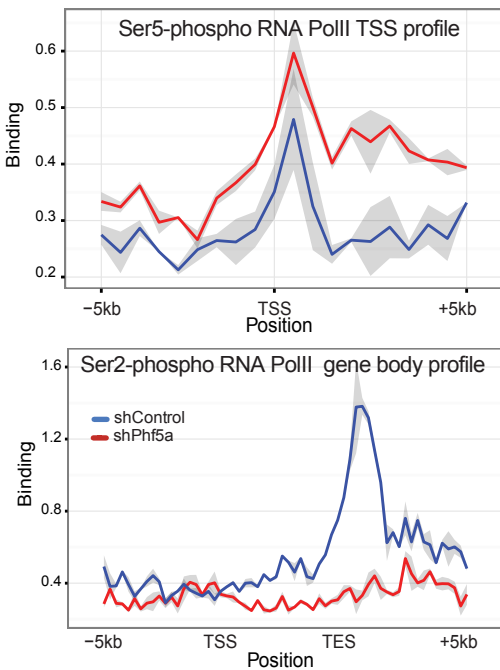 Ser5-phospho RNA PolII TSS profile
0.6
0.5
0.4
0.3
0.2
Binding
−5kb TSS +5kb
Position
Ser2-phospho RNA PolII gene body profile
1.6
1.2
0.8
0.4
Binding
shControl
shPhf5a
−5kb TSS TES +5kb
Position